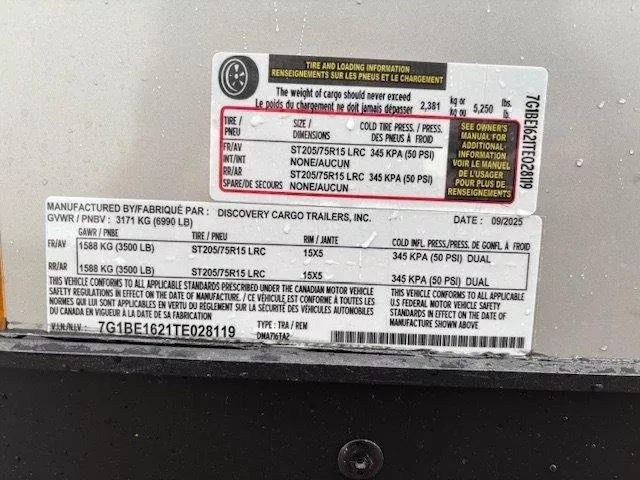 TIRE AND LOADING INFORMATION
RENSEIGNEMENTS SUR LES PNEUS ET LE CHARGEMENT
The weight of cargo should never exceed
Le poids du chargement ne doit jamais dépasser 2,381 kg or kg ou 5,250 lbs. lb.
TIRE / PNEU SIZE / DIMENSIONS COLD TIRE PRESS. / PRESS. DES PNEUS À FROID
FR/AV ST205/75R15 LRC 345 KPA (50 PSI)
INT/INT NONE/AUCUN
RR/AR ST205/75R15 LRC 345 KPA (50 PSI)
SPARE/DE SECOURS NONE/AUCUN
SEE OWNER'S
MANUAL FOR
ADDITIONAL
INFORMATION
VOIR LE MANUEL
DE L'USAGER
POUR PLUS DE
RENSEIGNEMENTS
7G1BE1621TE028119
MANUFACTURED BY/FABRIQUÉ PAR : DISCOVERY CARGO TRAILERS, INC. DATE : 09/2025
GVWR / PNBV : 3171 KG (6990 LB)
GAWR / PNBE TIRE / PNEU RIM / JANTE COLD INFL. PRESS./PRESS. DE GONFL. À FROID
FR/AV 1588 KG (3500 LB) ST205/75R15 LRC 15X5 345 KPA (50 PSI) DUAL
RR/AR 1588 KG (3500 LB) ST205/75R15 LRC 15X5 345 KPA (50 PSI) DUAL
THIS VEHICLE CONFORMS TO ALL APPLICABLE STANDARDS PRESCRIBED UNDER THE CANADIAN MOTOR VEHICLE
SAFETY REGULATIONS IN EFFECT ON THE DATE OF MANUFACTURE. / CE VÉHICULE EST CONFORME À TOUTES LES
NORMES QUI LUI SONT APPLICABLES EN VERTU DU RÈGLEMENT SUR LA SÉCURITÉ DES VÉHICULES AUTOMOBILES
DU CANADA EN VIGUEUR À LA DATE DE SA FABRICATION
THIS VEHICLE CONFORMS TO ALL APPLICABLE
U.S FEDERAL MOTOR VEHICLE SAFETY
STANDARDS IN EFFECT ON THE DATE OF
MANUFACTURE SHOWN ABOVE.
V.I.N./N.I.V.: 7G1BE1621TE028119 TYPE : TRA / REM
DWA716TA2